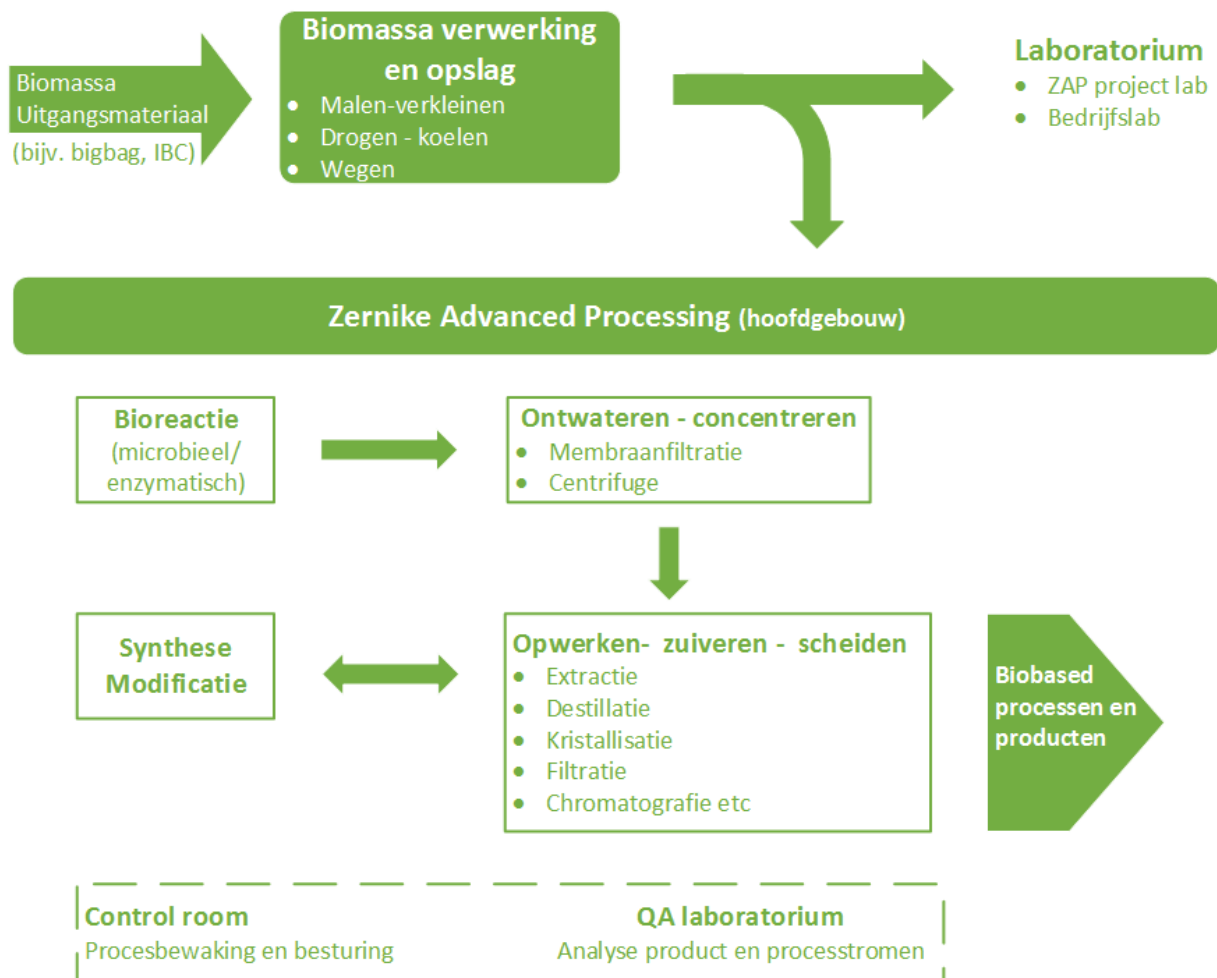 Biomassa
Uitgangsmateriaal
(bijv. bigbag, IBC)
Biomassa verwerking
en opslag
• Malen-verkleinen
• Drogen - koelen
• Wegen
Laboratorium
• ZAP project lab
• Bedrijfslab
Zernike Advanced Processing (hoofdgebouw)
Bioreactie
(microbieel/
enzymatisch)
Ontwateren - concentreren
• Membraanfiltratie
• Centrifuge
Synthese
Modificatie
Opwerken- zuiveren - scheiden
• Extractie
• Destillatie
• Kristallisatie
• Filtratie
• Chromatografie etc
Biobased
processen en
producten
Control room
Procesbewaking en besturing
QA laboratorium
Analyse product en processtromen